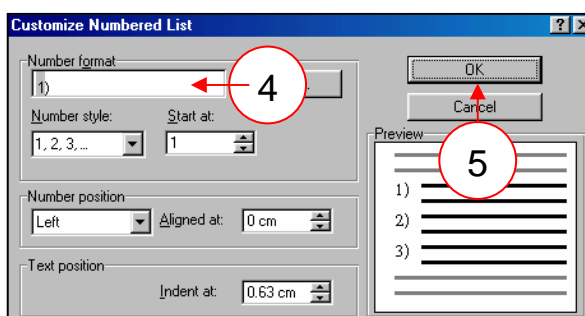 Customize Numbered List
Number format
1)
4
OK
Cancel
Number style:
Start at:
1, 2, 3, ...
1
5
Preview
1)
2)
3)
Number position
Left
Aligned at:
0 cm
Text position
Indent at:
0.63 cm